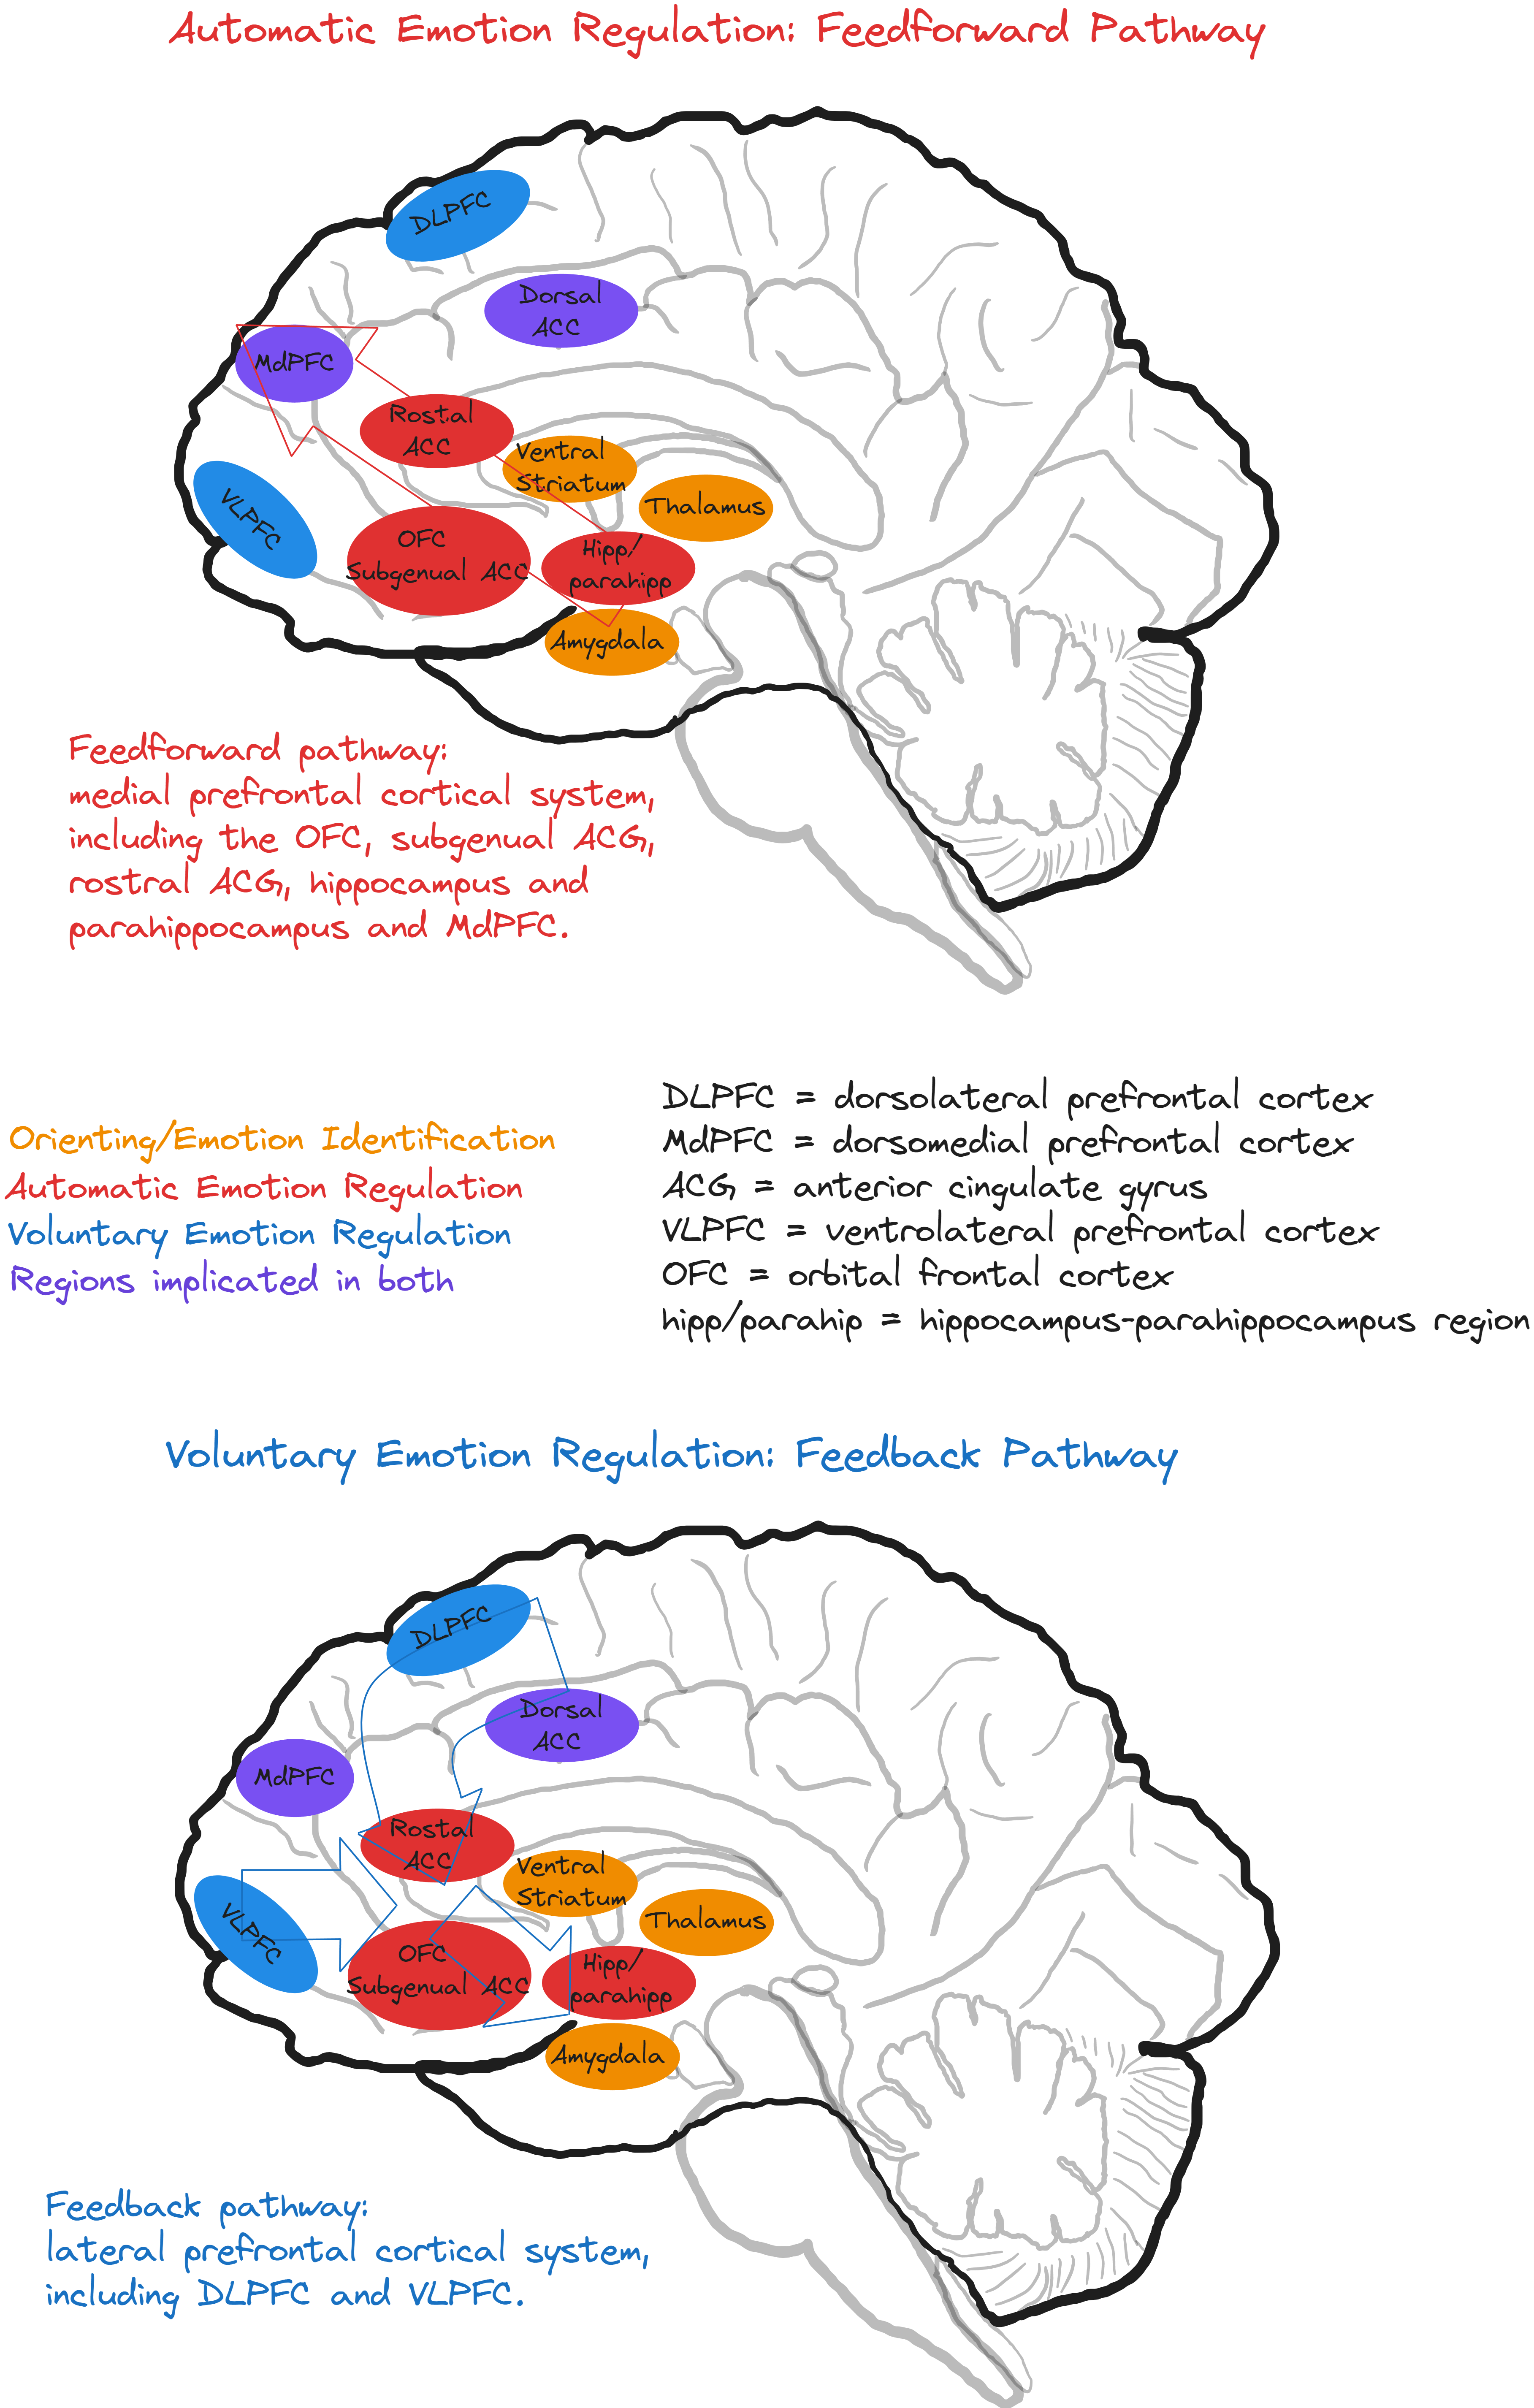 Automatic Emotion Regulation: Feedforward Pathway
DLPFC
Dorsal
ACC
MdPFC
Rostal
ACC
Ventral
Striatum
Thalamus
VLPFC
OFC
Subgenual ACC
Hipp/
parahipp
Amygdala
Feedforward pathway:
medial prefrontal cortical system,
including the OFC, subgenual ACG,
rostral ACG, hippocampus and
parahippocampus and MdPFC.
Orienting/Emotion Identification
Automatic Emotion Regulation
Voluntary Emotion Regulation
Regions implicated in both
DLPFC = dorsolateral prefrontal cortex
MdPFC = dorsomedial prefrontal cortex
ACG = anterior cingulate gyrus
VLPFC = ventrolateral prefrontal cortex
OFC = orbital frontal cortex
hipp/parahip = hippocampus-parahippocampus region
Voluntary Emotion Regulation: Feedback Pathway
DLPFC
Dorsal
ACC
MdPFC
Rostal
ACC
Ventral
Striatum
Thalamus
VLPFC
OFC
Subgenual ACC
Hipp/
parahipp
Amygdala
Feedback pathway:
lateral prefrontal cortical system,
including DLPFC and VLPFC.